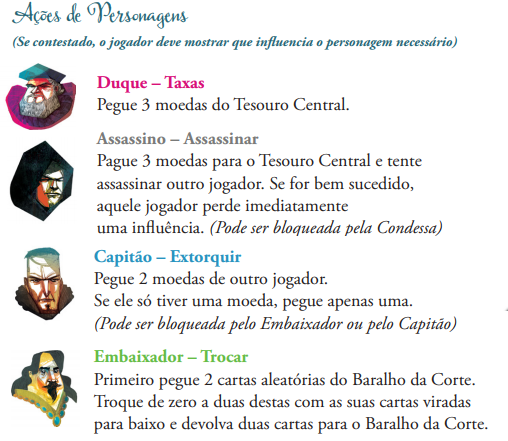 Ações de Personagens
(Se contestado, o jogador deve mostrar que influencia o personagem necessário)
Duque – Taxas
Pegue 3 moedas do Tesouro Central.
Assassino – Assassinar
Pague 3 moedas para o Tesouro Central e tente
assassinar outro jogador. Se for bem sucedido,
aquele jogador perde imediatamente
uma influência. (Pode ser bloqueada pela Condessa)
Capitão – Extorquir
Pegue 2 moedas de outro jogador.
Se ele só tiver uma moeda, pegue apenas uma.
(Pode ser bloqueada pelo Embaixador ou pelo Capitão)
Embaixador – Trocar
Primeiro pegue 2 cartas aleatórias do Baralho da Corte.
Troque de zero a duas destas com as suas cartas viradas
para baixo e devolva duas cartas para o Baralho da Corte.